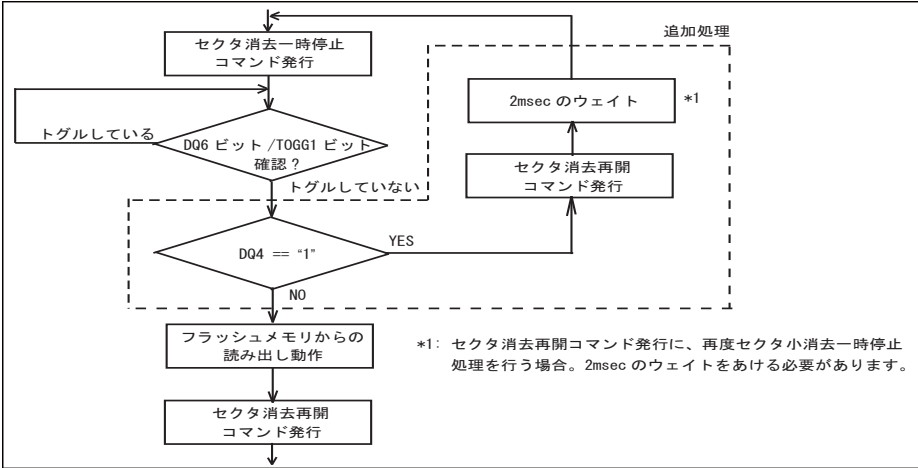 追加処理
セクタ消去一時停止
コマンド発行
2msec のウェイト
*1
トグルしている
DQ6 ビット /TOGG1 ビット
確認？
セクタ消去再開
コマンド発行
トグルしていない
DQ4 == “1”
YES
NO
フラッシュメモリからの
読み出し動作
*1: セクタ消去再開コマンド発行に、再度セクタ小消去一時停止
処理を行う場合。2msec のウェイトをあける必要があります。
セクタ消去再開
コマンド発行